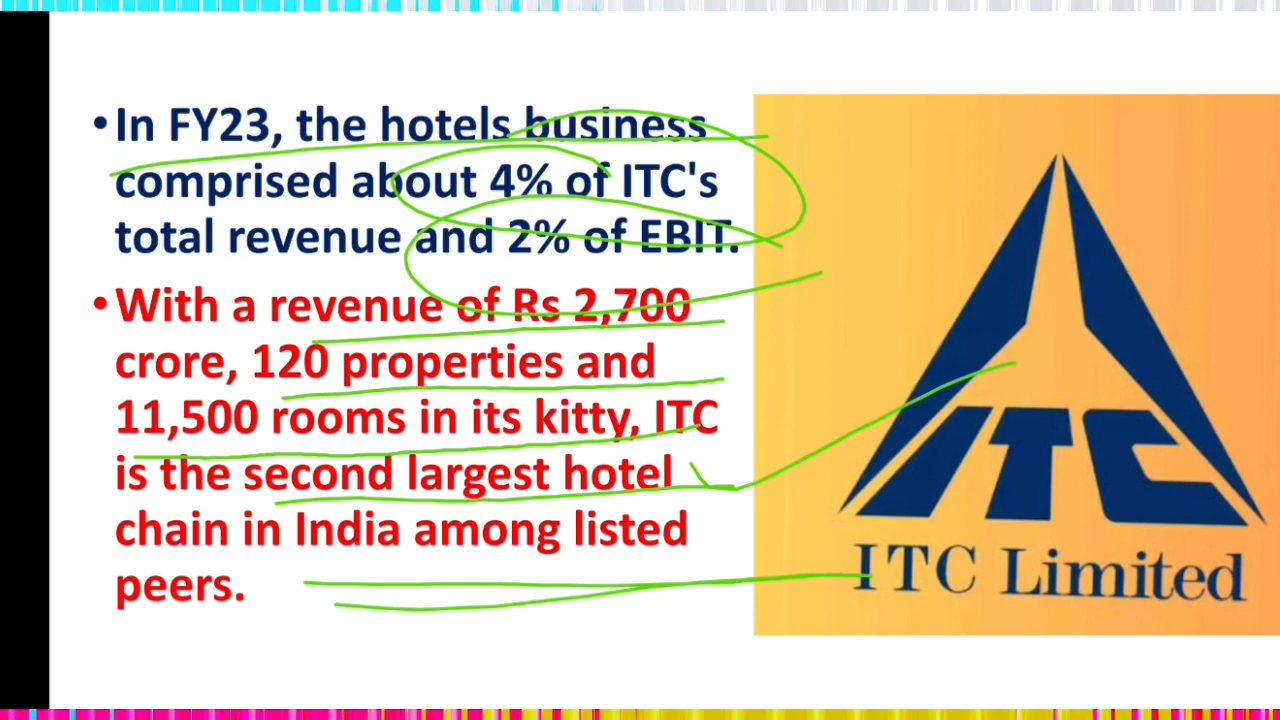 •In FY23, the hotels business
comprised about 4% of ITC's
total revenue and 2% of EBIT.
•With a revenue of Rs 2,700
crore, 120 properties and
11,500 rooms in its kitty, ITC
is the second largest hotel
chain in India among listed
peers.
ITC
ITC Limited